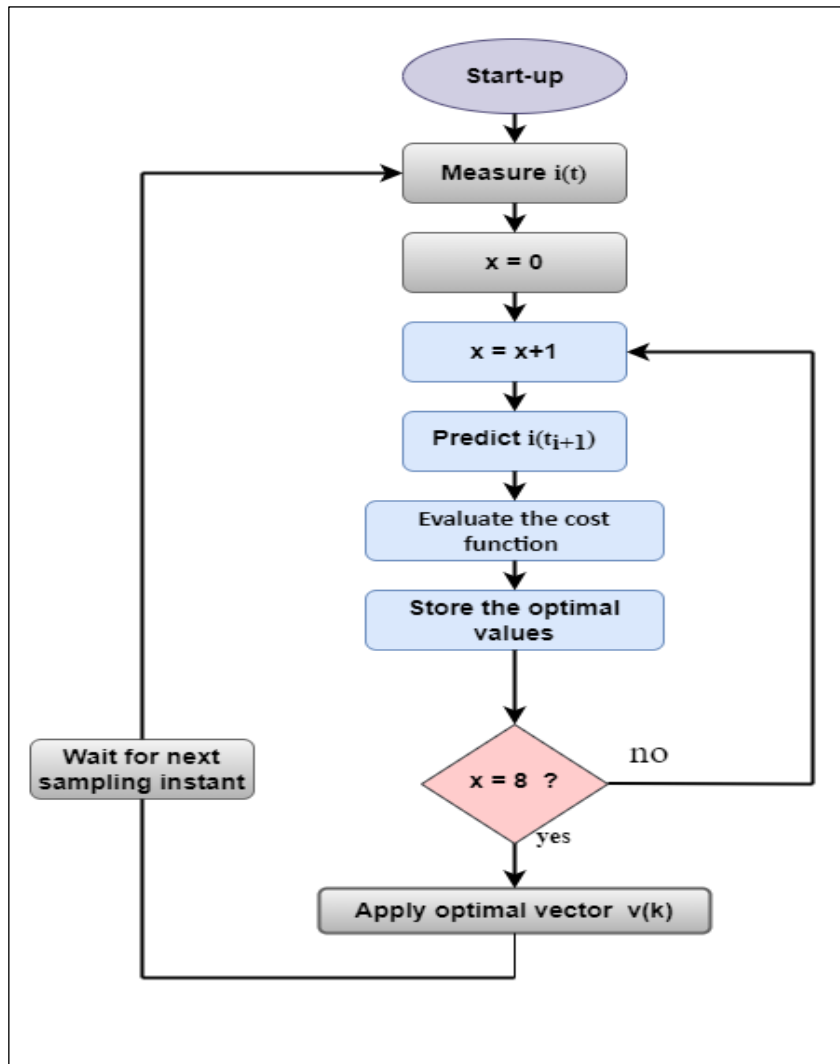 Start-up
Measure i(t)
x = 0
x = x+1
Predict i(tᵢ₊₁)
Evaluate the cost
function
Store the optimal
values
x = 8 ?
no
yes
Apply optimal vector v(k)
Wait for next
sampling instant